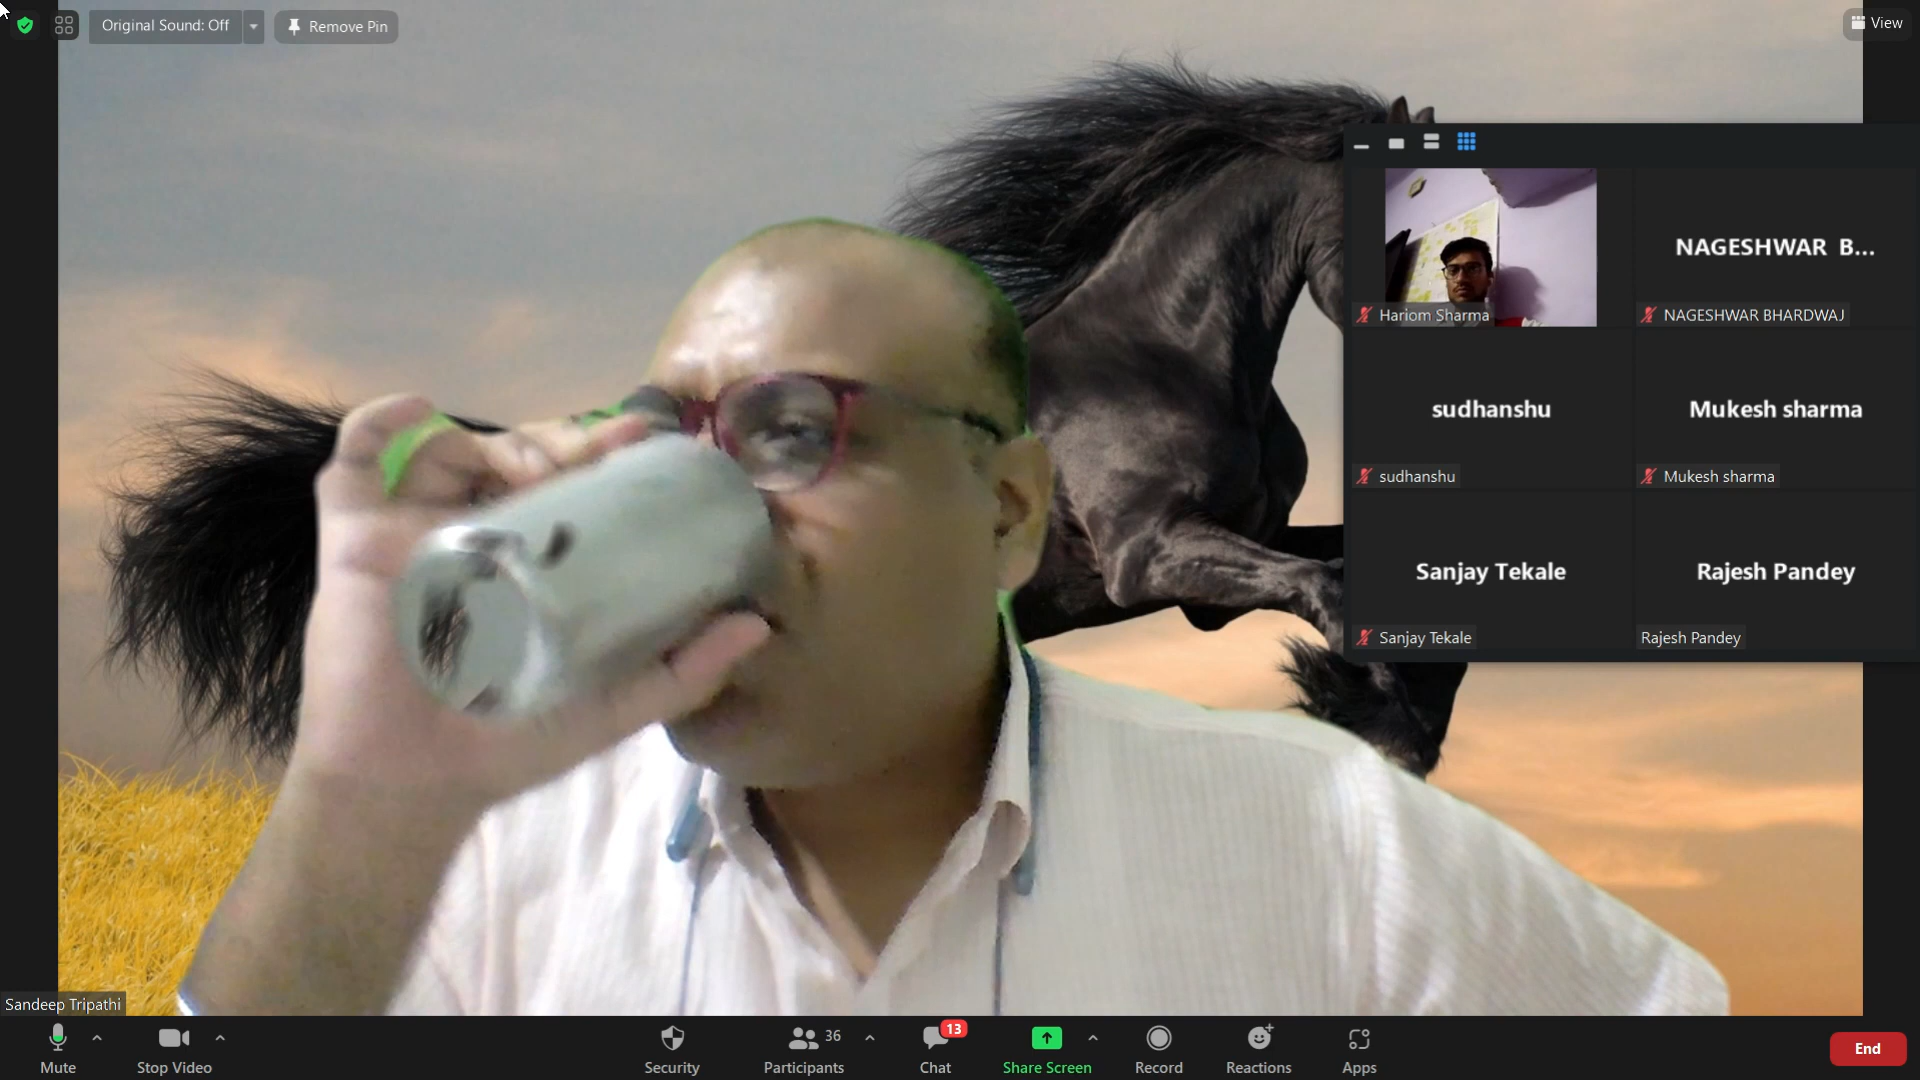 Original Sound: Off
Remove Pin
View
NAGESHWAR B...
Hariom Sharma
NAGESHWAR BHARDWAJ
sudhanshu
Mukesh sharma
sudhanshu
Mukesh sharma
Sanjay Tekale
Rajesh Pandey
Sanjay Tekale
Rajesh Pandey
Sandeep Tripathi
36
13
Mute
Stop Video
Security
Participants
Chat
Share Screen
Record
Reactions
Apps
End